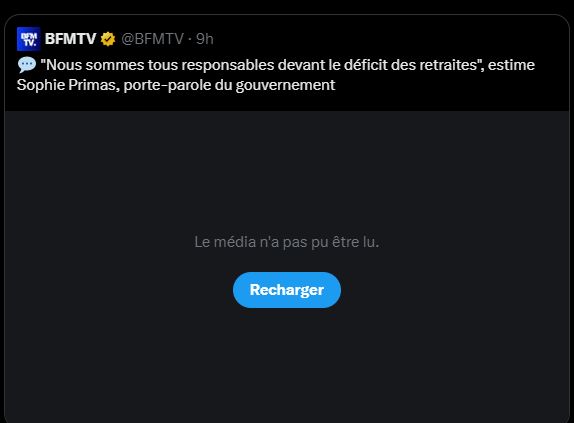 BFM
TV.
BFMTV @BFMTV · 9h
💬 "Nous sommes tous responsables devant le déficit des retraites", estime
Sophie Primas, porte-parole du gouvernement
Le média n'a pas pu être lu.
Recharger